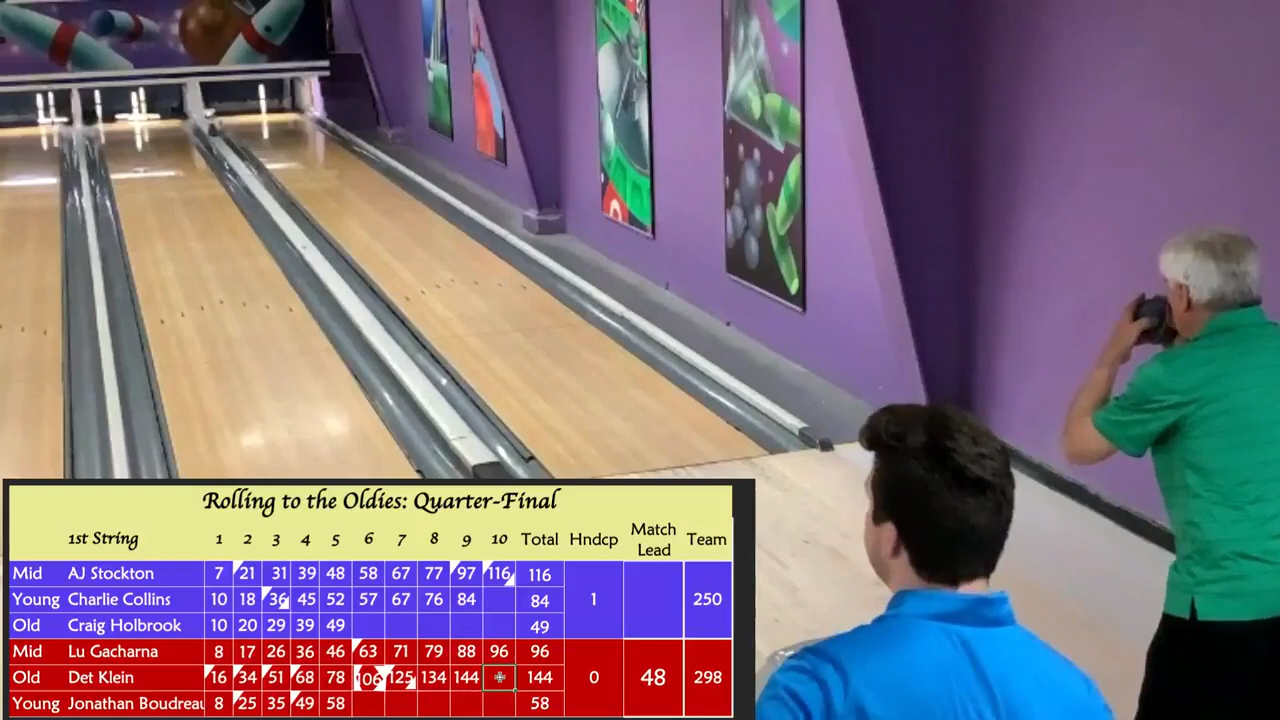 Rolling to the Oldies: Quarter-Final
1st String 1 2 3 4 5 6 7 8 9 10 Total Hndcp Match Lead Team
Mid AJ Stockton 7 21 31 39 48 58 67 77 97 116 116
Young Charlie Collins 10 18 36 45 52 57 67 76 84 84 1 250
Old Craig Holbrook 10 20 29 39 49 49
Mid Lu Gacharna 8 17 26 36 46 63 71 79 88 96 96
Old Det Klein 16 34 51 68 78 106 125 134 144 144 0 48 298
Young Jonathan Boudreau 8 25 35 49 58 58